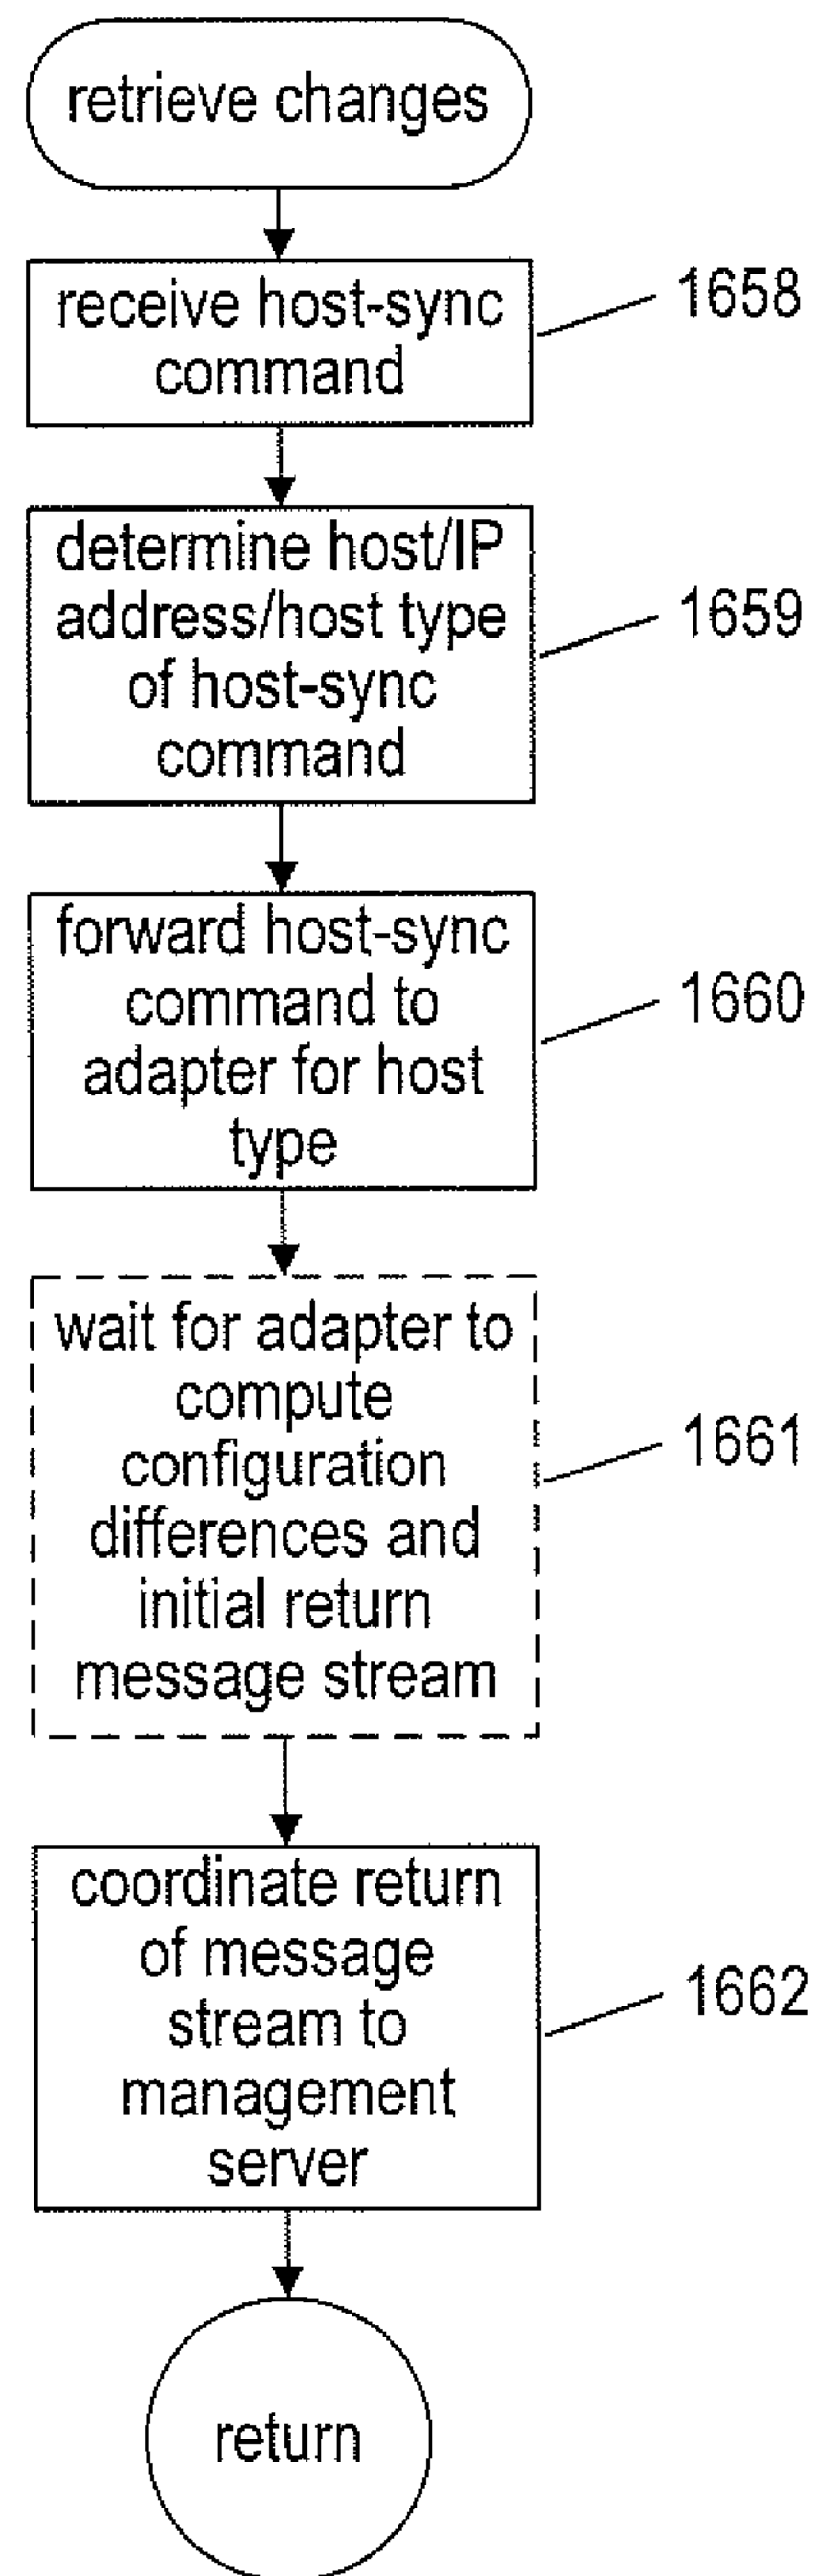 retrieve changes
receive host-sync
command
1658
determine host/IP
address/host type
of host-sync
command
1659
forward host-sync
command to
adapter for host
type
1660
wait for adapter to
compute
configuration
differences and
initial return
message stream
1661
coordinate return
of message
stream to
management
server
1662
return